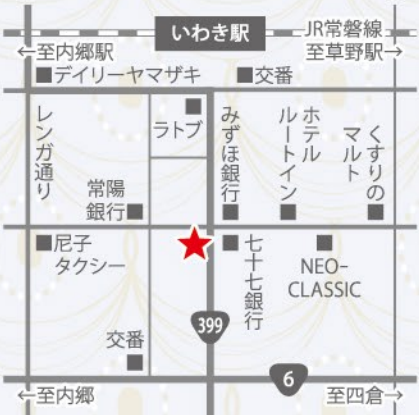 いわき駅
JR常磐線
←至内郷駅
至草野駅→
■デイリーヤマザキ
■交番
レンガ通り
ラトブ
みずほ銀行
ホテル
ルートイン
くすりの
マルト
常陽
銀行■
■尼子
タクシー
七十七銀行
NEO-
CLASSIC
399
交番
6
←至内郷
至四倉→